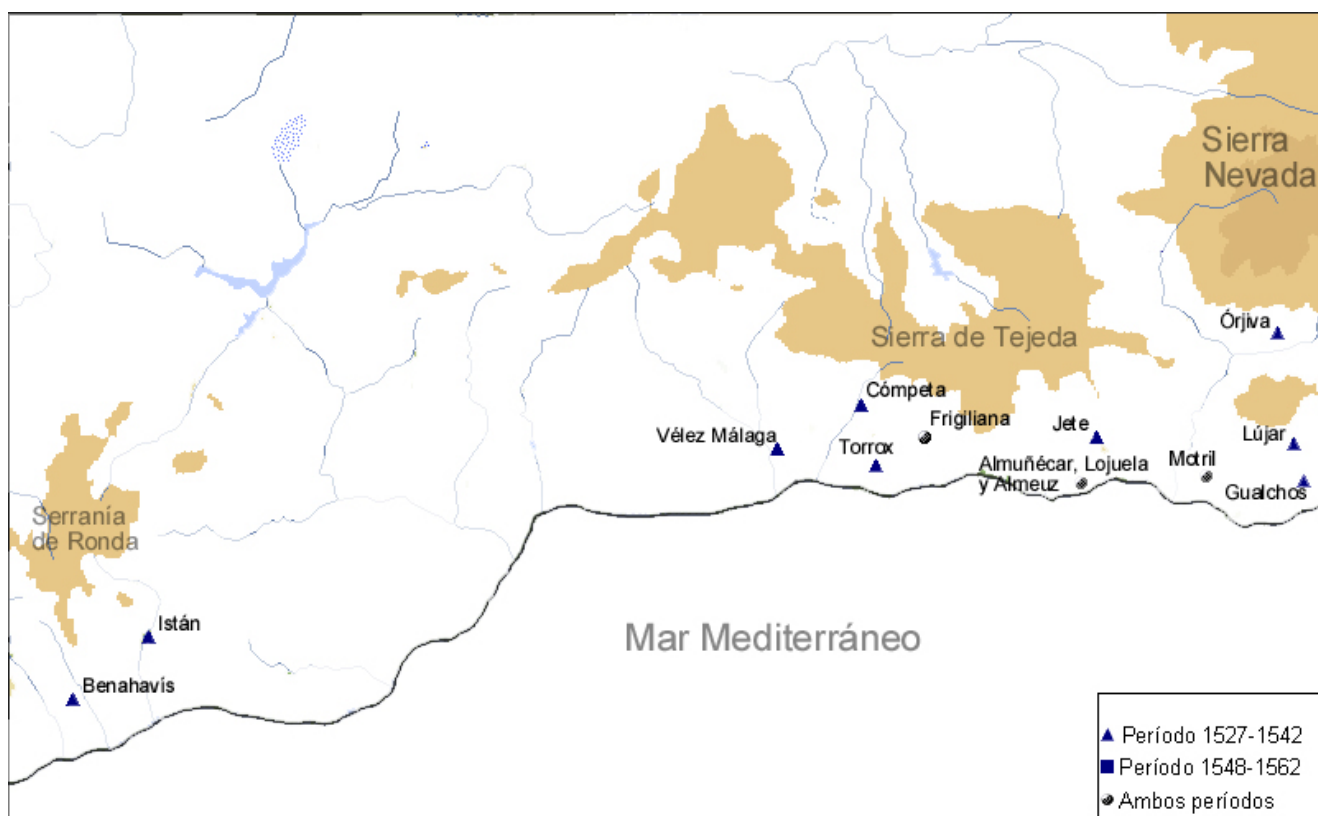 Sierra
Nevada
Órjiva
Sierra de Tejeda
Cómpeta
Frigiliana
Jete
Vélez Málaga
Torrox
Lújar
Almuñécar, Lojuela
y Almeuz
Motril
Gualchos
Serranía
de Ronda
Istán
Mar Mediterráneo
Benahavís
Período 1527-1542
Período 1548-1562
Ambos períodos